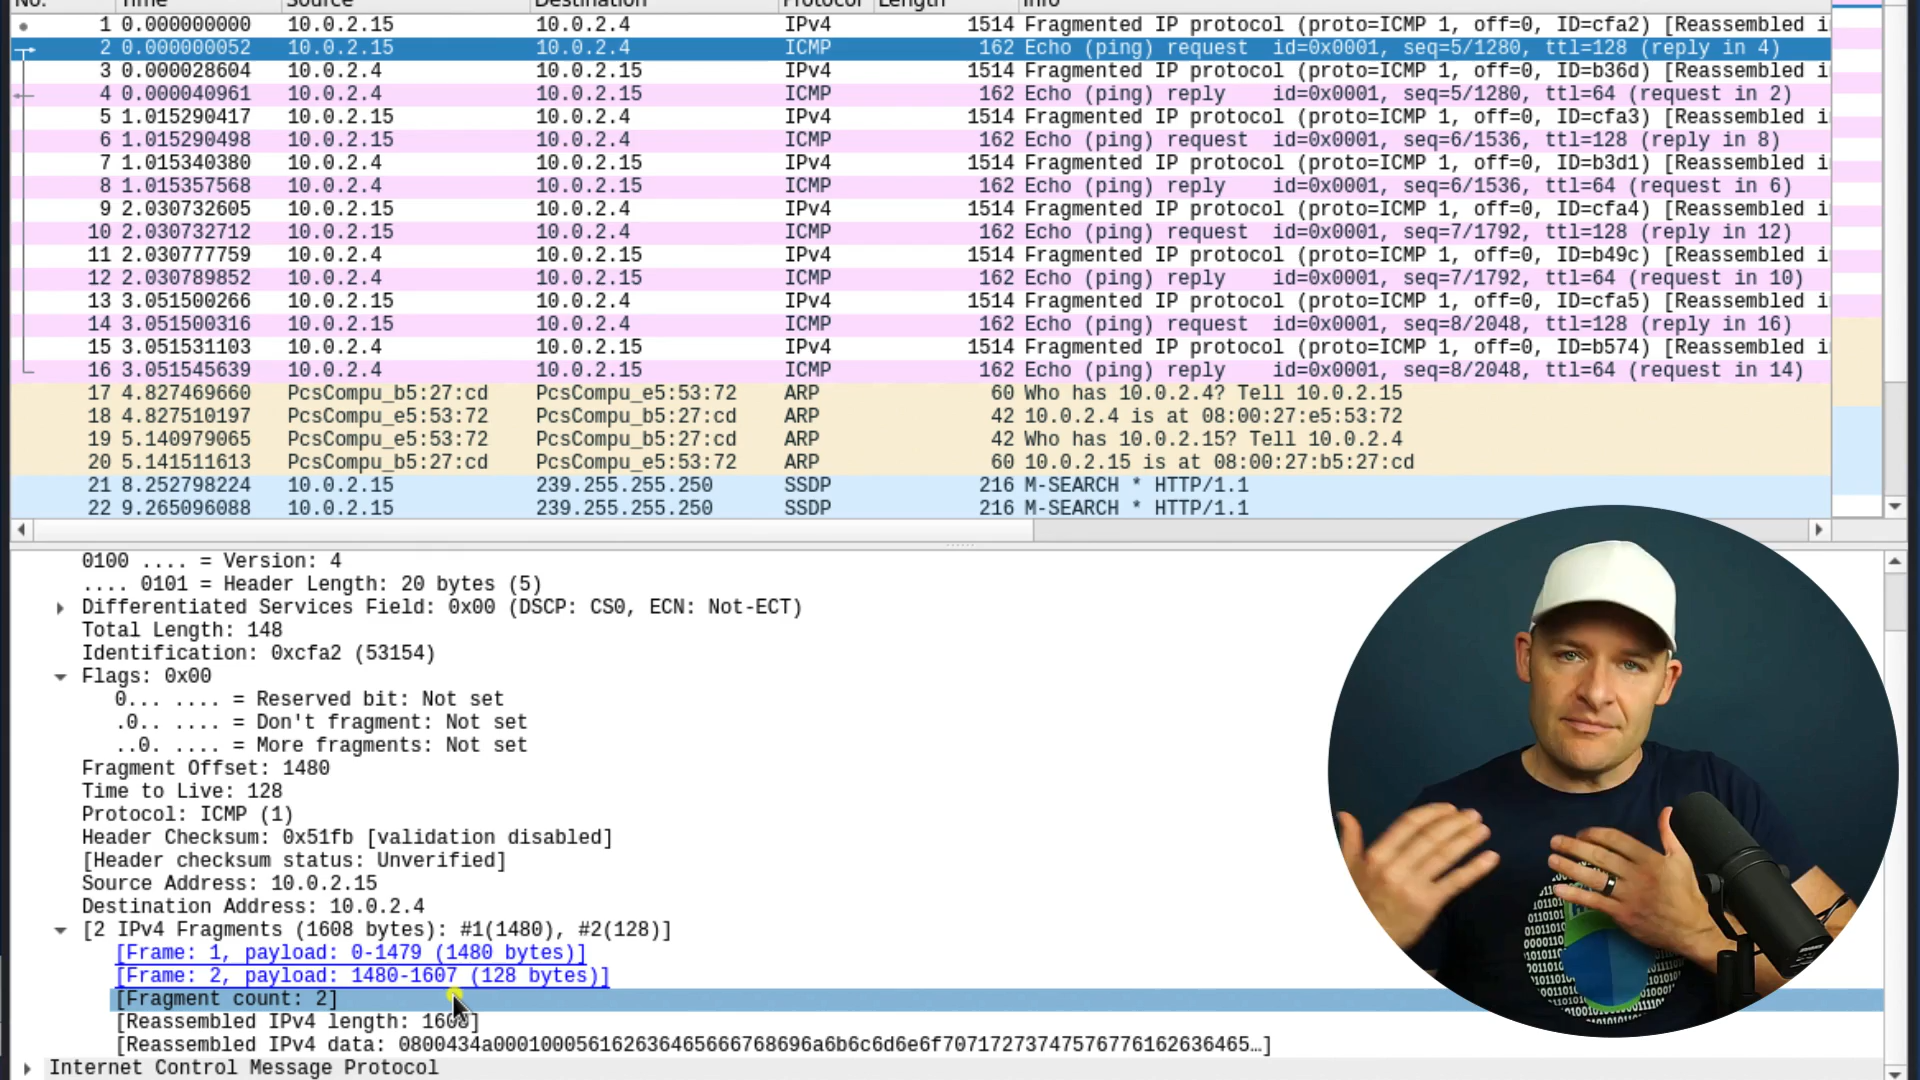 No. Time Source Destination Protocol Length Info
1 0.000000000 10.0.2.15 10.0.2.4 IPv4 1514 Fragmented IP protocol (proto=ICMP 1, off=0, ID=cfa2) [Reassembled i
2 0.000000052 10.0.2.15 10.0.2.4 ICMP 162 Echo (ping) request id=0x0001, seq=5/1280, ttl=128 (reply in 4)
3 0.000028604 10.0.2.4 10.0.2.15 IPv4 1514 Fragmented IP protocol (proto=ICMP 1, off=0, ID=b36d) [Reassembled i
4 0.000040961 10.0.2.4 10.0.2.15 ICMP 162 Echo (ping) reply id=0x0001, seq=5/1280, ttl=64 (request in 2)
5 1.015290417 10.0.2.15 10.0.2.4 IPv4 1514 Fragmented IP protocol (proto=ICMP 1, off=0, ID=cfa3) [Reassembled i
6 1.015290498 10.0.2.15 10.0.2.4 ICMP 162 Echo (ping) request id=0x0001, seq=6/1536, ttl=128 (reply in 8)
7 1.015340380 10.0.2.4 10.0.2.15 IPv4 1514 Fragmented IP protocol (proto=ICMP 1, off=0, ID=b3d1) [Reassembled i
8 1.015357568 10.0.2.4 10.0.2.15 ICMP 162 Echo (ping) reply id=0x0001, seq=6/1536, ttl=64 (request in 6)
9 2.030732605 10.0.2.15 10.0.2.4 IPv4 1514 Fragmented IP protocol (proto=ICMP 1, off=0, ID=cfa4) [Reassembled i
10 2.030732712 10.0.2.15 10.0.2.4 ICMP 162 Echo (ping) request id=0x0001, seq=7/1792, ttl=128 (reply in 12)
11 2.030777759 10.0.2.4 10.0.2.15 IPv4 1514 Fragmented IP protocol (proto=ICMP 1, off=0, ID=b49c) [Reassembled i
12 2.030789852 10.0.2.4 10.0.2.15 ICMP 162 Echo (ping) reply id=0x0001, seq=7/1792, ttl=64 (request in 10)
13 3.051500266 10.0.2.15 10.0.2.4 IPv4 1514 Fragmented IP protocol (proto=ICMP 1, off=0, ID=cfa5) [Reassembled i
14 3.051500316 10.0.2.15 10.0.2.4 ICMP 162 Echo (ping) request id=0x0001, seq=8/2048, ttl=128 (reply in 16)
15 3.051531103 10.0.2.4 10.0.2.15 IPv4 1514 Fragmented IP protocol (proto=ICMP 1, off=0, ID=b574) [Reassembled i
16 3.051545639 10.0.2.4 10.0.2.15 ICMP 162 Echo (ping) reply id=0x0001, seq=8/2048, ttl=64 (request in 14)
17 4.827469660 PcsCompu_b5:27:cd PcsCompu_e5:53:72 ARP 60 Who has 10.0.2.4? Tell 10.0.2.15
18 4.827510197 PcsCompu_e5:53:72 PcsCompu_b5:27:cd ARP 42 10.0.2.4 is at 08:00:27:e5:53:72
19 5.140979065 PcsCompu_e5:53:72 PcsCompu_b5:27:cd ARP 42 Who has 10.0.2.15? Tell 10.0.2.4
20 5.141511613 PcsCompu_b5:27:cd PcsCompu_e5:53:72 ARP 60 10.0.2.15 is at 08:00:27:b5:27:cd
21 8.252798224 10.0.2.15 239.255.255.250 SSDP 216 M-SEARCH * HTTP/1.1
22 9.265096088 10.0.2.15 239.255.255.250 SSDP 216 M-SEARCH * HTTP/1.1
0100 .... = Version: 4
.... 0101 = Header Length: 20 bytes (5)
Differentiated Services Field: 0x00 (DSCP: CS0, ECN: Not-ECT)
Total Length: 148
Identification: 0xcfa2 (53154)
Flags: 0x00
0... .... = Reserved bit: Not set
.0.. .... = Don't fragment: Not set
..0. .... = More fragments: Not set
Fragment Offset: 1480
Time to Live: 128
Protocol: ICMP (1)
Header Checksum: 0x51fb [validation disabled]
[Header checksum status: Unverified]
Source Address: 10.0.2.15
Destination Address: 10.0.2.4
[2 IPv4 Fragments (1608 bytes): #1(1480), #2(128)]
[Frame: 1, payload: 0-1479 (1480 bytes)]
[Frame: 2, payload: 1480-1607 (128 bytes)]
[Fragment count: 2]
[Reassembled IPv4 length: 1608]
[Reassembled IPv4 data: 0800434a000100056162636465666768696a6b6c6d6e6f70717273747576776162636465…]
Internet Control Message Protocol